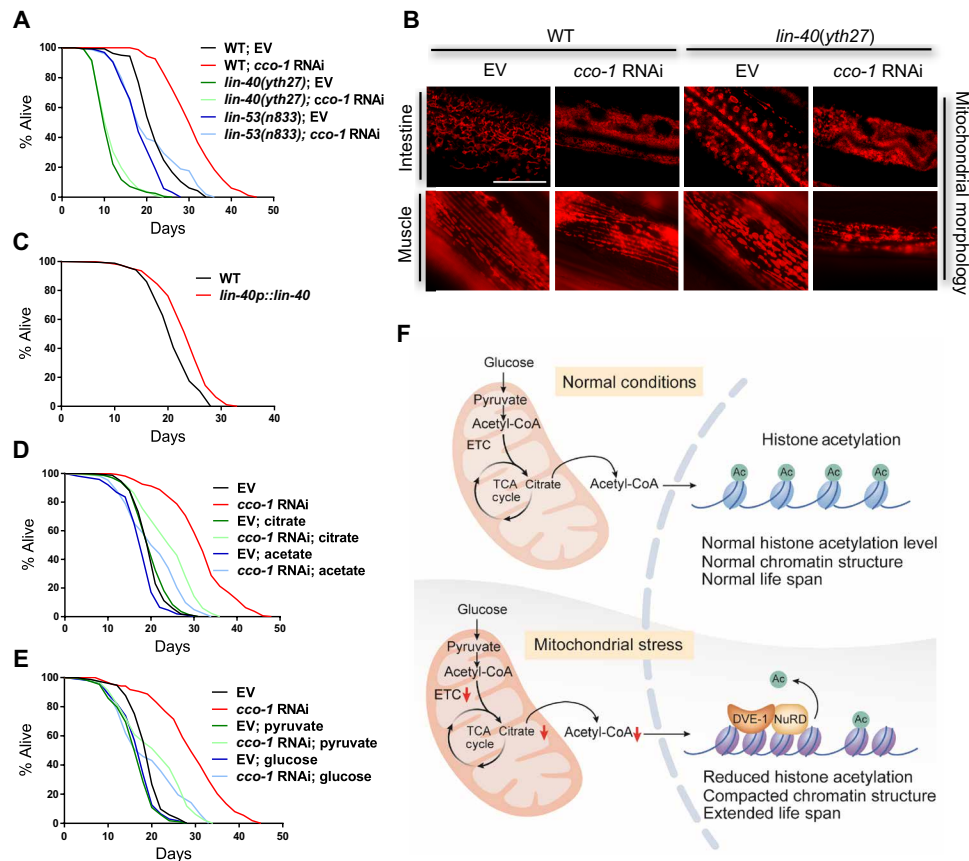 A
100
80
60
40
20
0
% Alive
0 10 20 30 40 50
Days
WT; EV
WT; cco-1 RNAi
lin-40(yth27); EV
lin-40(yth27); cco-1 RNAi
lin-53(n833); EV
lin-53(n833); cco-1 RNAi
B
WT
lin-40(yth27)
EV
cco-1 RNAi
EV
cco-1 RNAi
Intestine
Muscle
Mitochondrial morphology
C
100
80
60
40
20
0
% Alive
0 10 20 30 40
Days
WT
lin-40p::lin-40
D
100
80
60
40
20
0
% Alive
0 10 20 30 40 50
Days
EV
cco-1 RNAi
EV; citrate
cco-1 RNAi; citrate
EV; acetate
cco-1 RNAi; acetate
E
100
80
60
40
20
0
% Alive
0 10 20 30 40 50
Days
EV
cco-1 RNAi
EV; pyruvate
cco-1 RNAi; pyruvate
EV; glucose
cco-1 RNAi; glucose
F
Glucose
Pyruvate
Acetyl-CoA
ETC
TCA
cycle
Citrate
Acetyl-CoA
Normal conditions
Histone acetylation
Ac Ac Ac Ac
Normal histone acetylation level
Normal chromatin structure
Normal life span
Glucose
Pyruvate
Acetyl-CoA
ETC
TCA
cycle
Citrate
Acetyl-CoA
Mitochondrial stress
Ac
DVE-1
NuRD
Ac
Reduced histone acetylation
Compacted chromatin structure
Extended life span